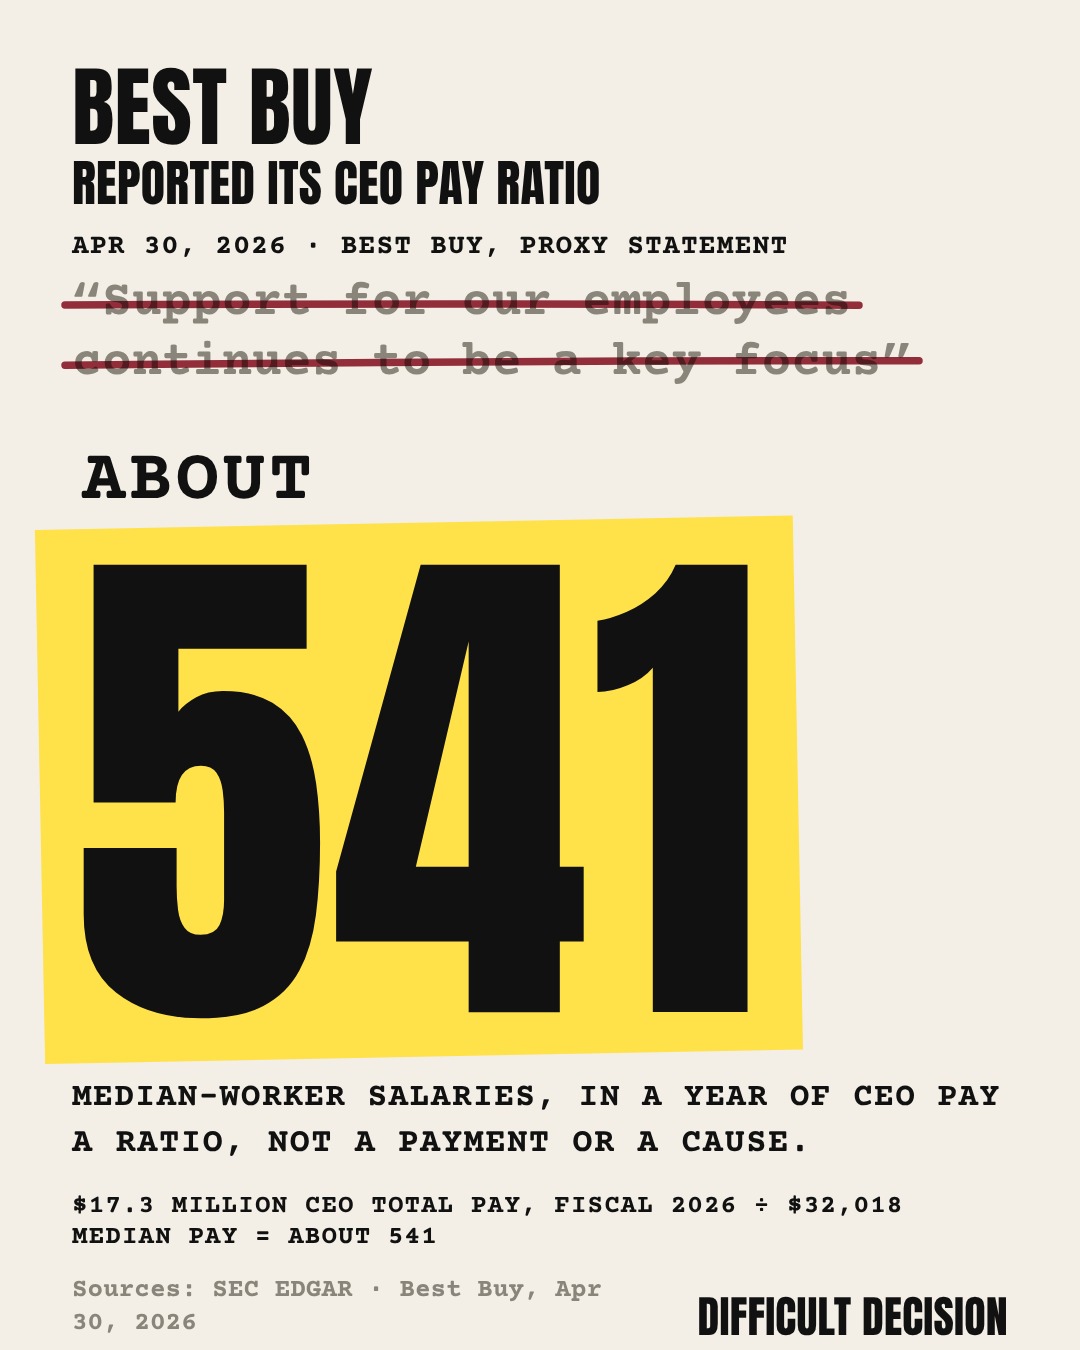 BEST BUY
REPORTED ITS CEO PAY RATIO
APR 30, 2026 · BEST BUY, PROXY STATEMENT
“Support for our employees
continues to be a key focus”
ABOUT
541
MEDIAN-WORKER SALARIES, IN A YEAR OF CEO PAY
A RATIO, NOT A PAYMENT OR A CAUSE.
$17.3 MILLION CEO TOTAL PAY, FISCAL 2026 ÷ $32,018
MEDIAN PAY = ABOUT 541
Sources: SEC EDGAR · Best Buy, Apr
30, 2026
DIFFICULT DECISION